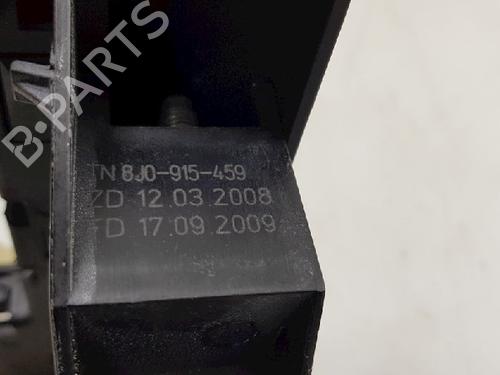 TN 8J0-915-459
ZD 12.03.2008
TD 17.09.2009
B-PARTS